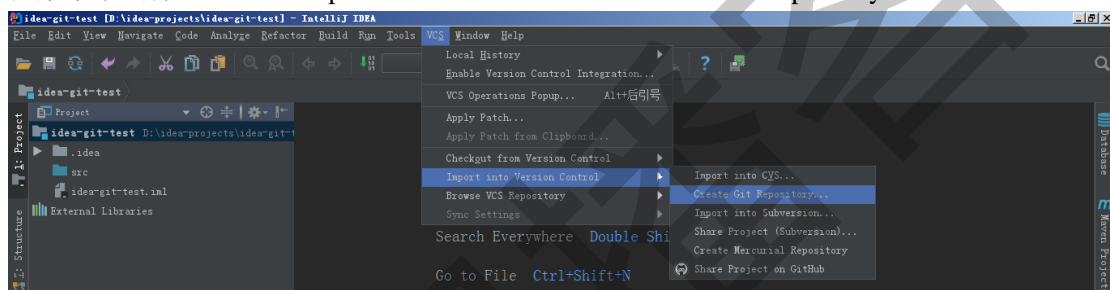 idea-git-test [D:\idea-projects\idea-git-test] - IntelliJ IDEA
File Edit View Navigate Code Analyze Refactor Build Run Tools VCS Window Help
Local History
Enable Version Control Integration...
idea-git-test
VCS Operations Popup... Alt+后引号
Project
Apply Patch...
idea-git-test D:\idea-projects\idea-git-t
Apply Patch from Clipboard...
.idea
Checkout from Version Control
src
Import into Version Control
Import into CVS...
idea-git-test.iml
Browse VCS Repository
Create Git Repository...
External Libraries
Sync Settings
Import into Subversion...
Search Everywhere Double Shi
Share Project (Subversion)...
Create Mercurial Repository
Go to File Ctrl+Shift+N
Share Project on GitHub
1: Project
Structure
Database
Maven Project